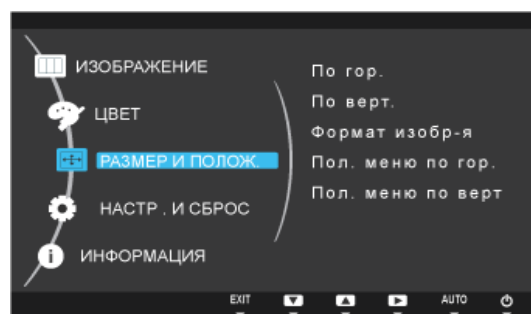 ИЗОБРАЖЕНИЕ
ЦВЕТ
РАЗМЕР И ПОЛОЖ.
НАСТР . И СБРОС
ИНФОРМАЦИЯ
По гор.
По верт.
Формат изобр-я
Пол. меню по гор.
Пол. меню по верт
EXIT AUTO